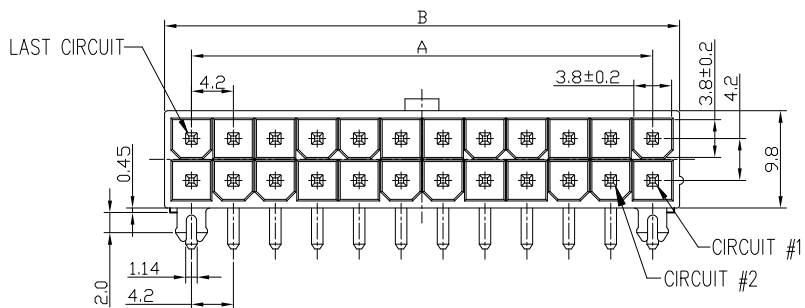 B
LAST CIRCUIT
A
4.2
3.8±0.2
3.8±0.2
4.2
0.45
9.8
CIRCUIT #1
1.14
CIRCUIT #2
2.0
4.2